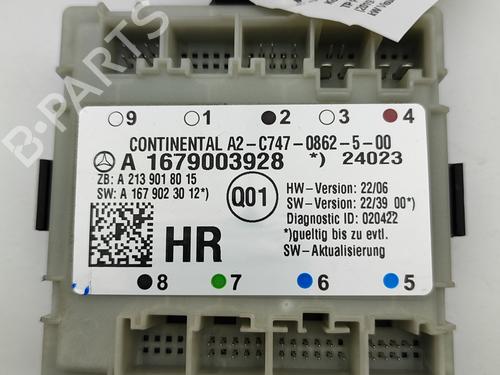 9 1 2 3 4
CONTINENTAL A2-C747-0862-5-00
A 1679003928 *) 24023
ZB: A 213 901 80 15
SW: A 167 902 30 12*)
Q01
HW-Version: 22/06
SW-Version: 22/39 00*)
Diagnostic ID: 020422
*)gueltig bis zu evtl.
SW-Aktualisierung
HR
8 7 6 5
B-PARTS